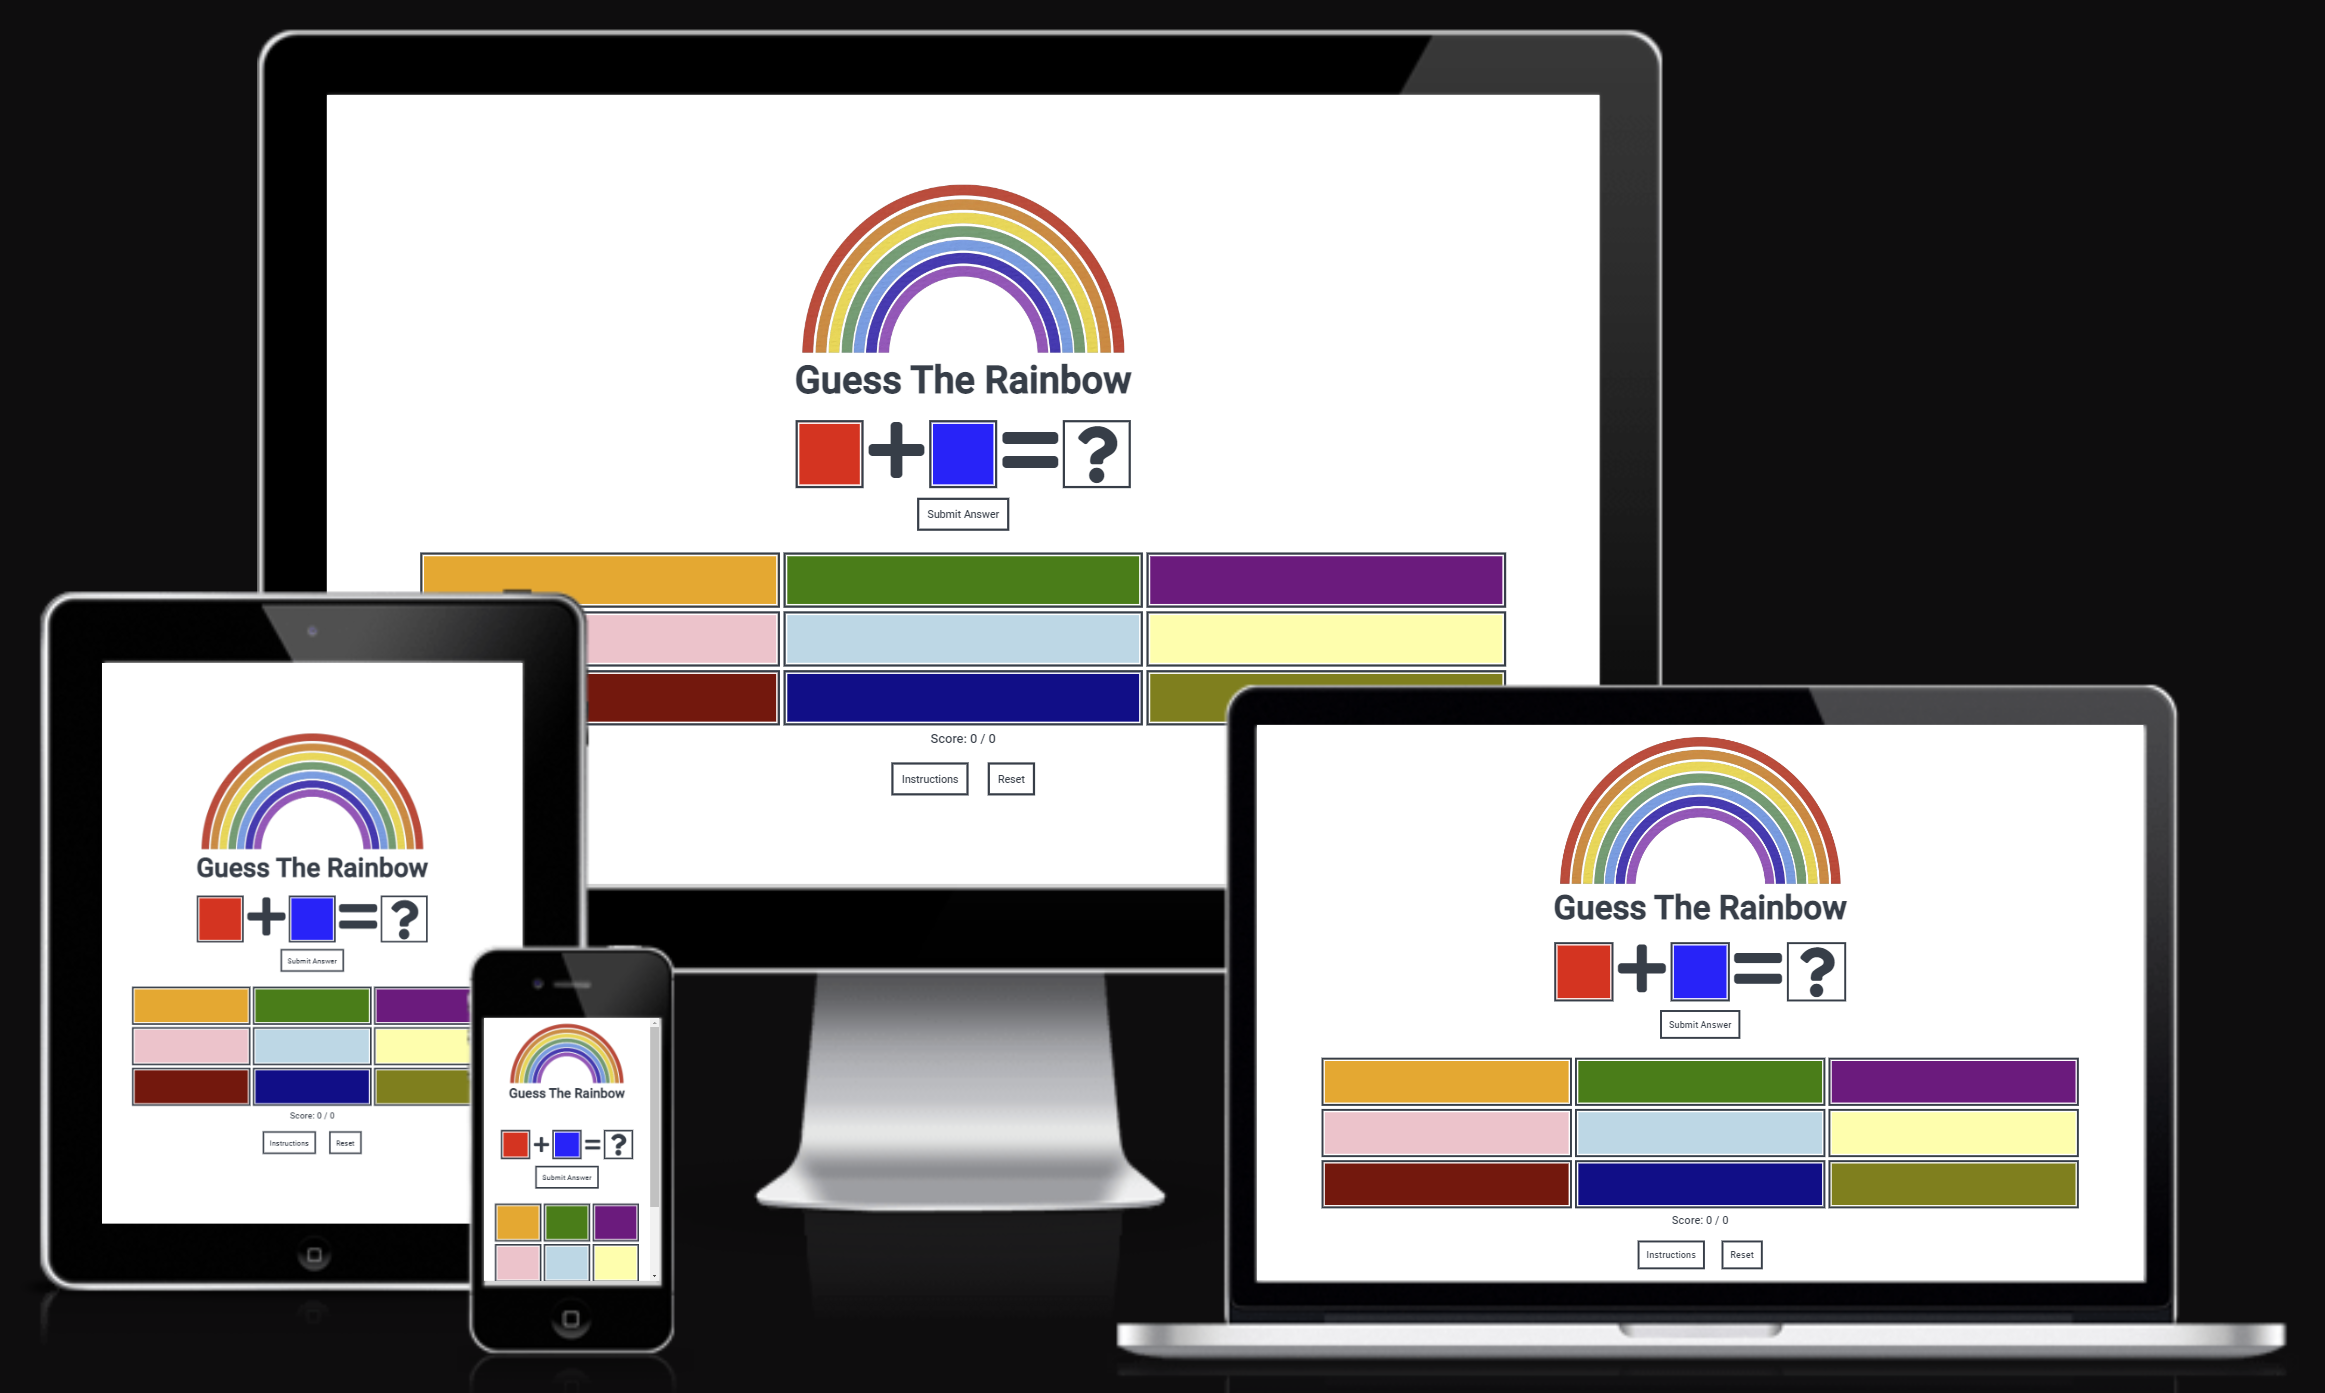 Guess The Rainbow
+ = ?
Submit Answer
Score: 0 / 0
Instructions Reset
Guess The Rainbow
+ = ?
Submit Answer
Score: 0 / 0
Instructions Reset
Guess The Rainbow
+ = ?
Submit Answer
Guess The Rainbow
+ = ?
Submit Answer
Score: 0 / 0
Instructions Reset